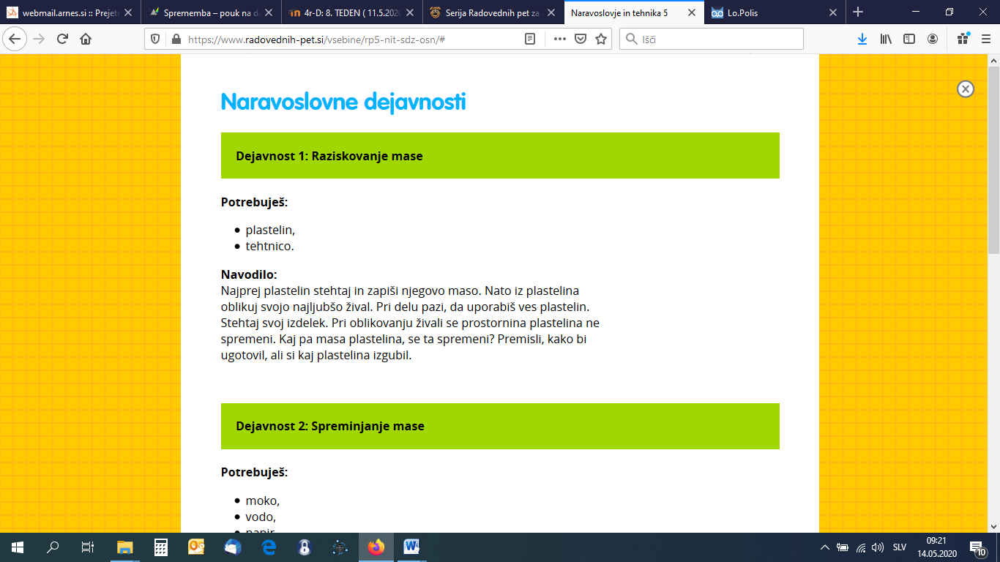 webmail.arnes.si :: Prejet
Sprememba – pouk na d
4r-D: 8. TEDEN ( 11.5.2020
Serija Radovednih pet za
Naravoslovje in tehnika 5
Lo.Polis
https://www.radovednih-pet.si/vsebine/rp5-nit-sdz-osn/#
Išči
Naravoslovne dejavnosti
Dejavnost 1: Raziskovanje mase
Potrebuješ:
• plastelin,
• tehtnico.
Navodilo:
Najprej plastelin stehtaj in zapiši njegovo maso. Nato iz plastelina
oblikuj svojo najljubšo žival. Pri delu pazi, da uporabiš ves plastelin.
Stehtaj svoj izdelek. Pri oblikovanju živali se prostornina plastelina ne
spremeni. Kaj pa masa plastelina, se ta spremeni? Premisli, kako bi
ugotovil, ali si kaj plastelina izgubil.
Dejavnost 2: Spreminjanje mase
Potrebuješ:
• moko,
• vodo,
• papir
SLV
09:21
14.05.2020
10